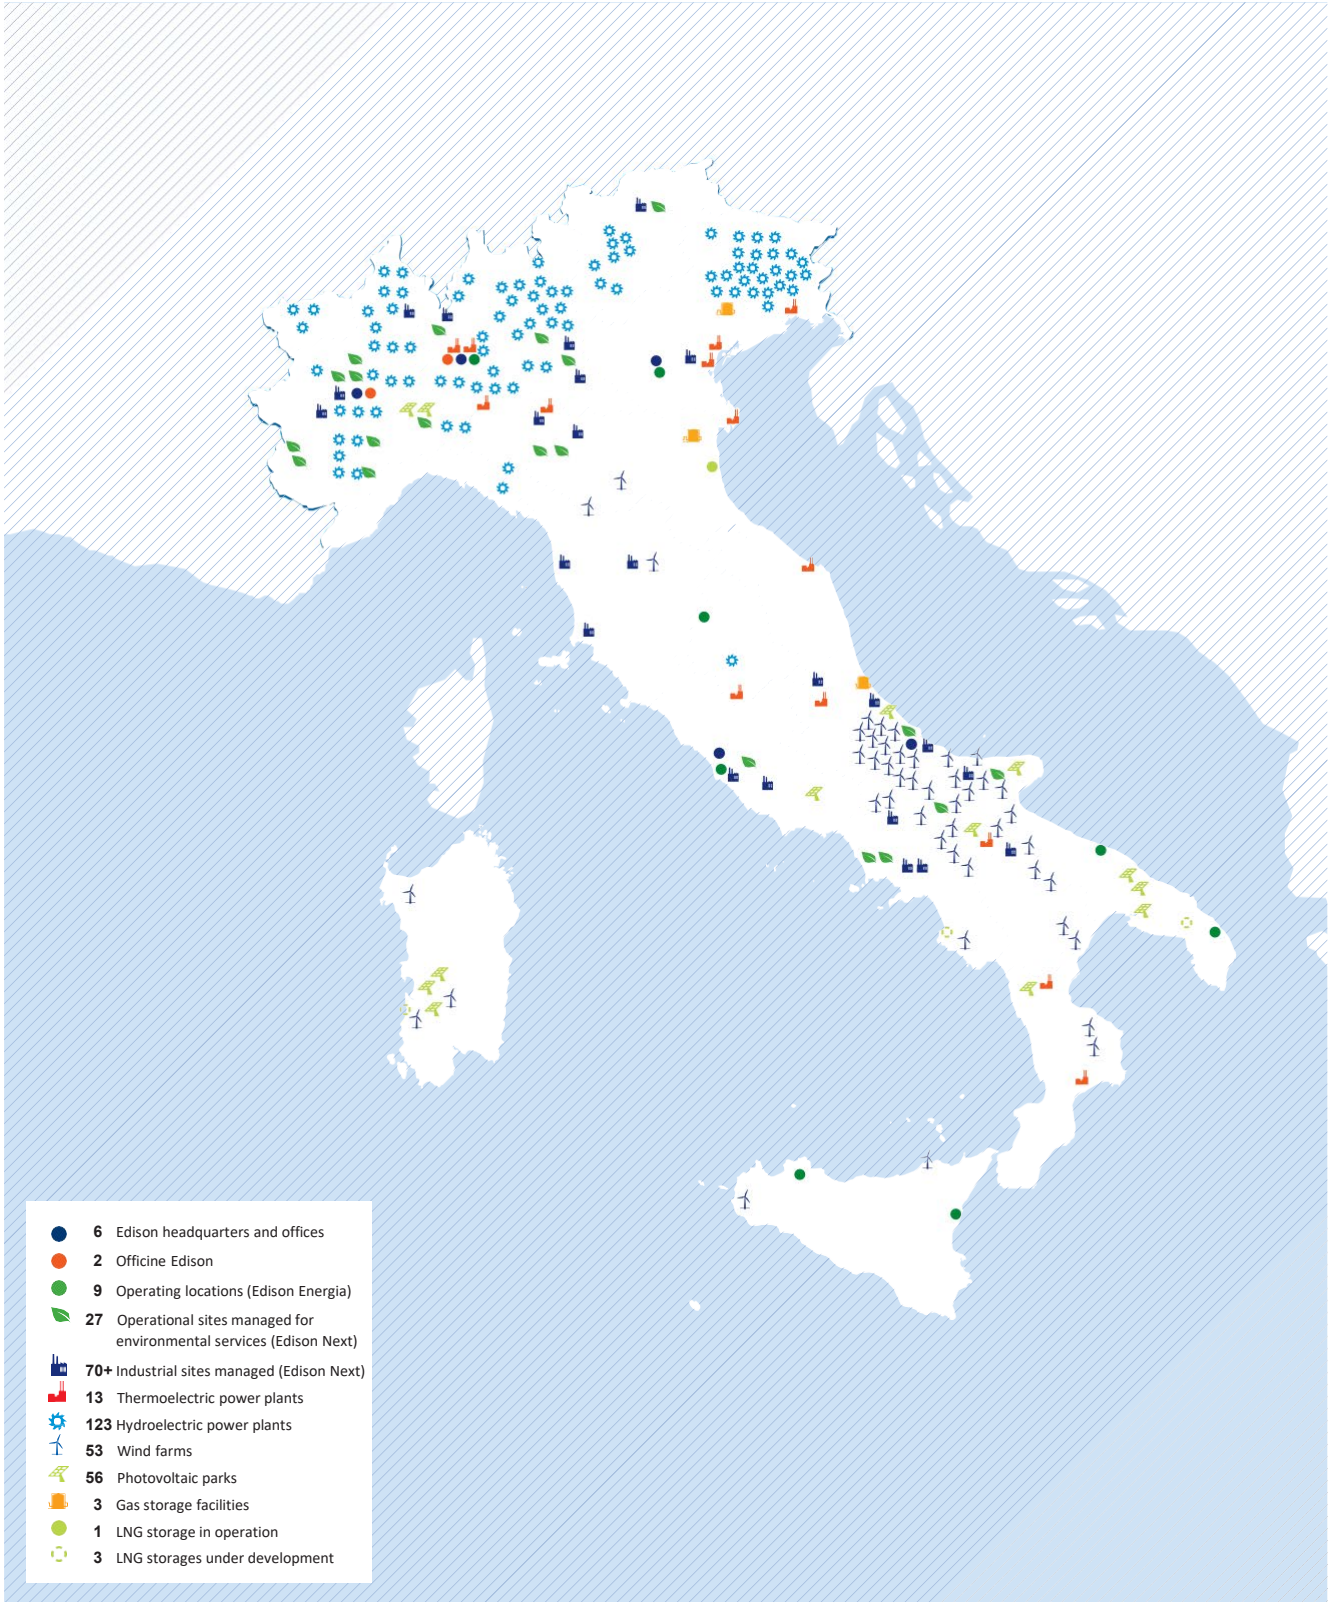 6 Edison headquarters and offices
2 Officine Edison
9 Operating locations (Edison Energia)
27 Operational sites managed for
environmental services (Edison Next)
70+ Industrial sites managed (Edison Next)
13 Thermoelectric power plants
123 Hydroelectric power plants
53 Wind farms
56 Photovoltaic parks
3 Gas storage facilities
1 LNG storage in operation
3 LNG storages under development